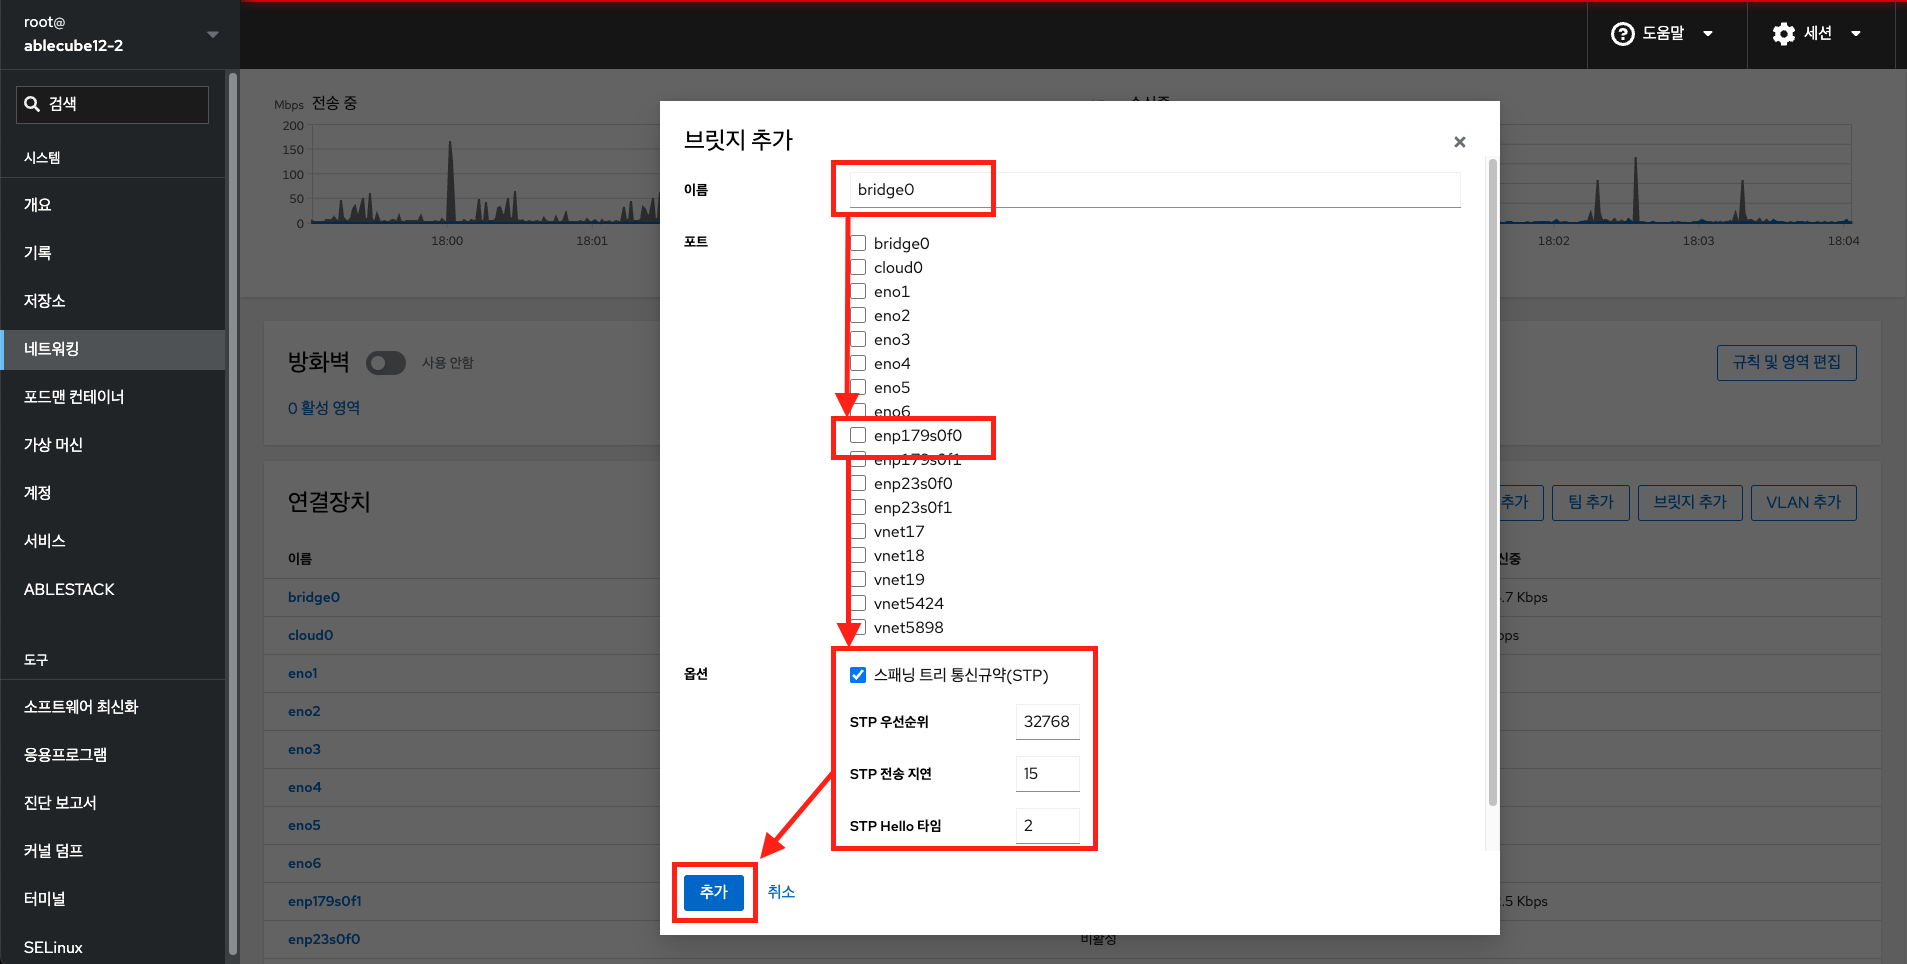 root@
ablecube12-2
도움말
세션
검색
시스템
개요
기록
저장소
네트워킹
포드맨 컨테이너
가상 머신
계정
서비스
ABLESTACK
도구
소프트웨어 최신화
응용프로그램
진단 보고서
커널 덤프
터미널
SELinux
Mbps 전송 중
200
150
100
50
0
18:00
18:01
18:02
18:03
18:04
방화벽
사용 안함
규칙 및 영역 편집
0 활성 영역
연결장치
추가
팀 추가
브릿지 추가
VLAN 추가
이름
bridge0
.7 Kbps
cloud0
eno1
eno2
eno3
eno4
eno5
eno6
enp179s0f1
.5 Kbps
enp23s0f0
비활성
브릿지 추가
이름
bridge0
포트
bridge0
cloud0
eno1
eno2
eno3
eno4
eno5
eno6
enp179s0f0
enp179s0f1
enp23s0f0
enp23s0f1
vnet17
vnet18
vnet19
vnet5424
vnet5898
옵션
스패닝 트리 통신규약(STP)
STP 우선순위
32768
STP 전송 지연
15
STP Hello 타임
2
추가
취소